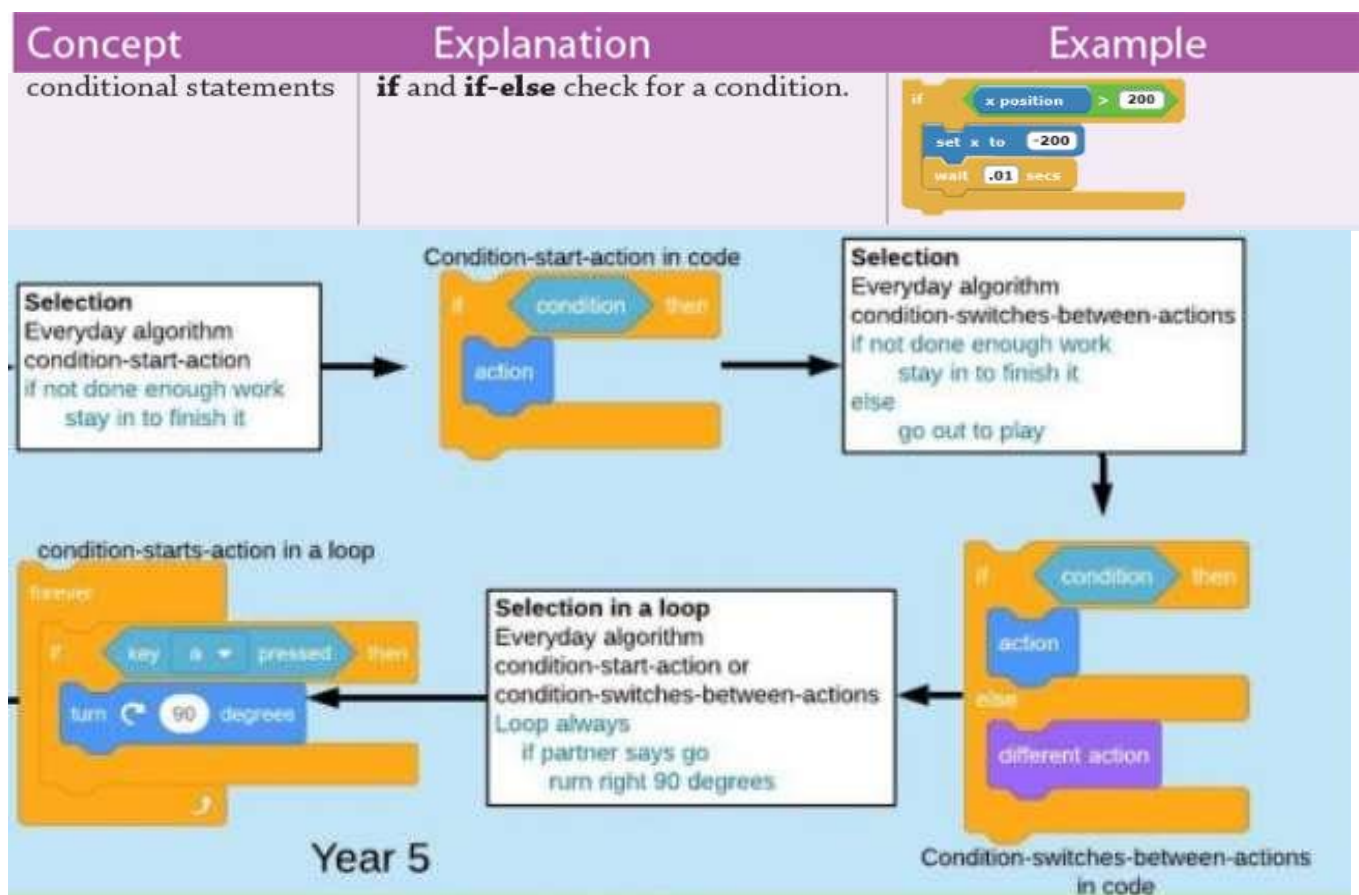 Concept Explanation Example
conditional statements
if and if-else check for a condition.
if x position > 200
set x to -200
wait .01 secs
Selection
Everyday algorithm
condition-start-action
if not done enough work
stay in to finish it
Condition-start-action in code
if condition then
action
Selection
Everyday algorithm
condition-switches-between-actions
if not done enough work
stay in to finish it
else
go out to play
if condition then
action
else
different action
Condition-switches-between-actions
in code
Selection in a loop
Everyday algorithm
condition-start-action or
condition-switches-between-actions
Loop always
if partner says go
rurn right 90 degrees
condition-starts-action in a loop
forever
if key a pressed then
turn 90 degrees
Year 5